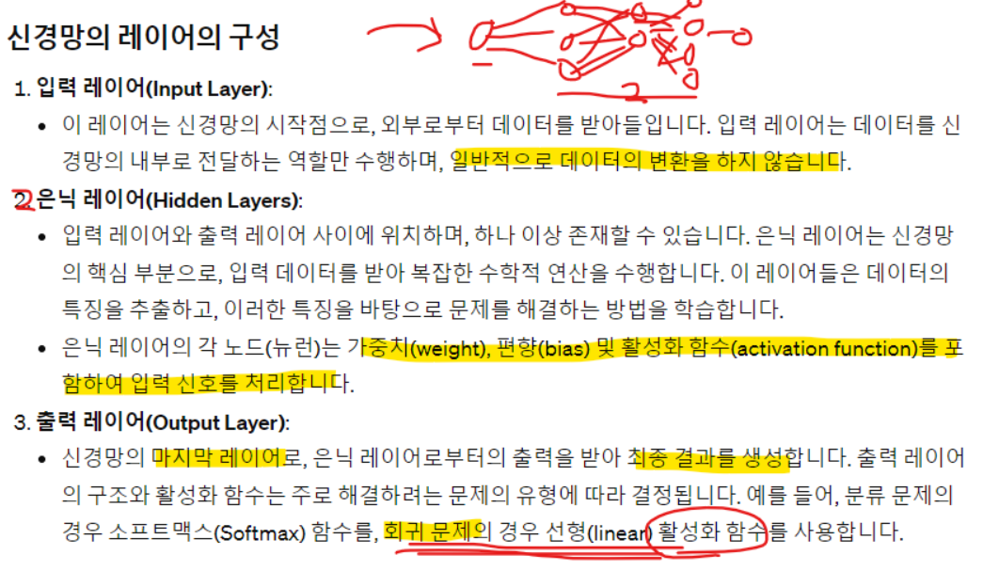 신경망의 레이어의 구성
1. 입력 레이어(Input Layer):
• 이 레이어는 신경망의 시작점으로, 외부로부터 데이터를 받아들입니다. 입력 레이어는 데이터를 신
경망의 내부로 전달하는 역할만 수행하며, 일반적으로 데이터의 변환을 하지 않습니다.
2. 은닉 레이어(Hidden Layers):
• 입력 레이어와 출력 레이어 사이에 위치하며, 하나 이상 존재할 수 있습니다. 은닉 레이어는 신경망
의 핵심 부분으로, 입력 데이터를 받아 복잡한 수학적 연산을 수행합니다. 이 레이어들은 데이터의
특징을 추출하고, 이러한 특징을 바탕으로 문제를 해결하는 방법을 학습합니다.
• 은닉 레이어의 각 노드(뉴런)는 가중치(weight), 편향(bias) 및 활성화 함수(activation function)를 포
함하여 입력 신호를 처리합니다.
3. 출력 레이어(Output Layer):
• 신경망의 마지막 레이어로, 은닉 레이어로부터의 출력을 받아 최종 결과를 생성합니다. 출력 레이어
의 구조와 활성화 함수는 주로 해결하려는 문제의 유형에 따라 결정됩니다. 예를 들어, 분류 문제의
경우 소프트맥스(Softmax) 함수를, 회귀 문제의 경우 선형(linear) 활성화 함수를 사용합니다.